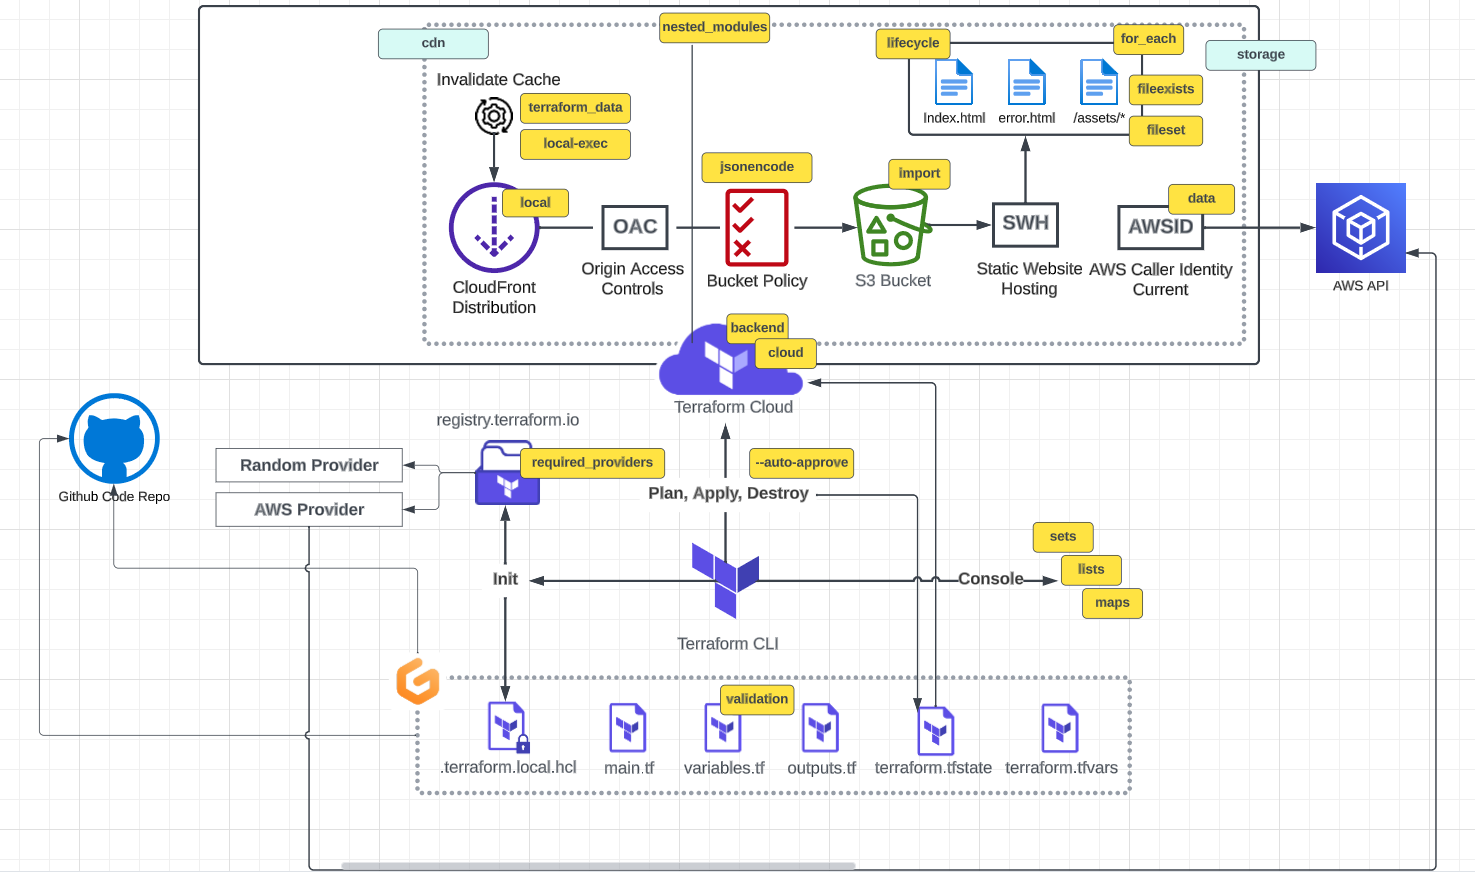 nested_modules
cdn
lifecycle
for_each
storage
Invalidate Cache
terraform_data
local-exec
fileexists
fileset
Index.html
error.html
/assets/*
jsonencode
import
data
local
OAC
SWH
AWSID
Origin Access
Controls
Bucket Policy
S3 Bucket
Static Website
Hosting
AWS Caller Identity
Current
AWS API
CloudFront
Distribution
backend
cloud
Terraform Cloud
registry.terraform.io
required_providers
--auto-approve
Random Provider
AWS Provider
Github Code Repo
Plan, Apply, Destroy
Init
Console
sets
lists
maps
Terraform CLI
validation
.terraform.local.hcl
main.tf
variables.tf
outputs.tf
terraform.tfstate
terraform.tfvars